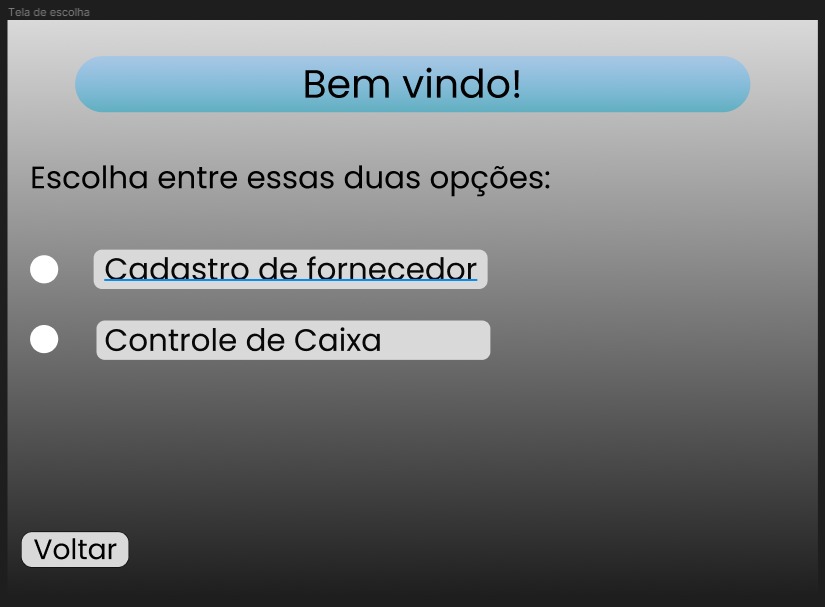 Tela de escolha
Bem vindo!
Escolha entre essas duas opções:
Cadastro de fornecedor
Controle de Caixa
Voltar